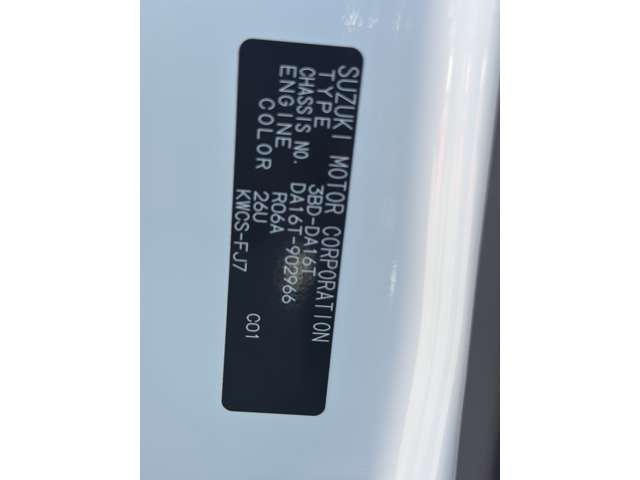 SUZUKI MOTOR CORPORATION
TYPE 3BD-DA16T
CHASSIS NO. DA16T-902966
ENGINE R06A
COLOR 26U
KWCS-FJ7 C01